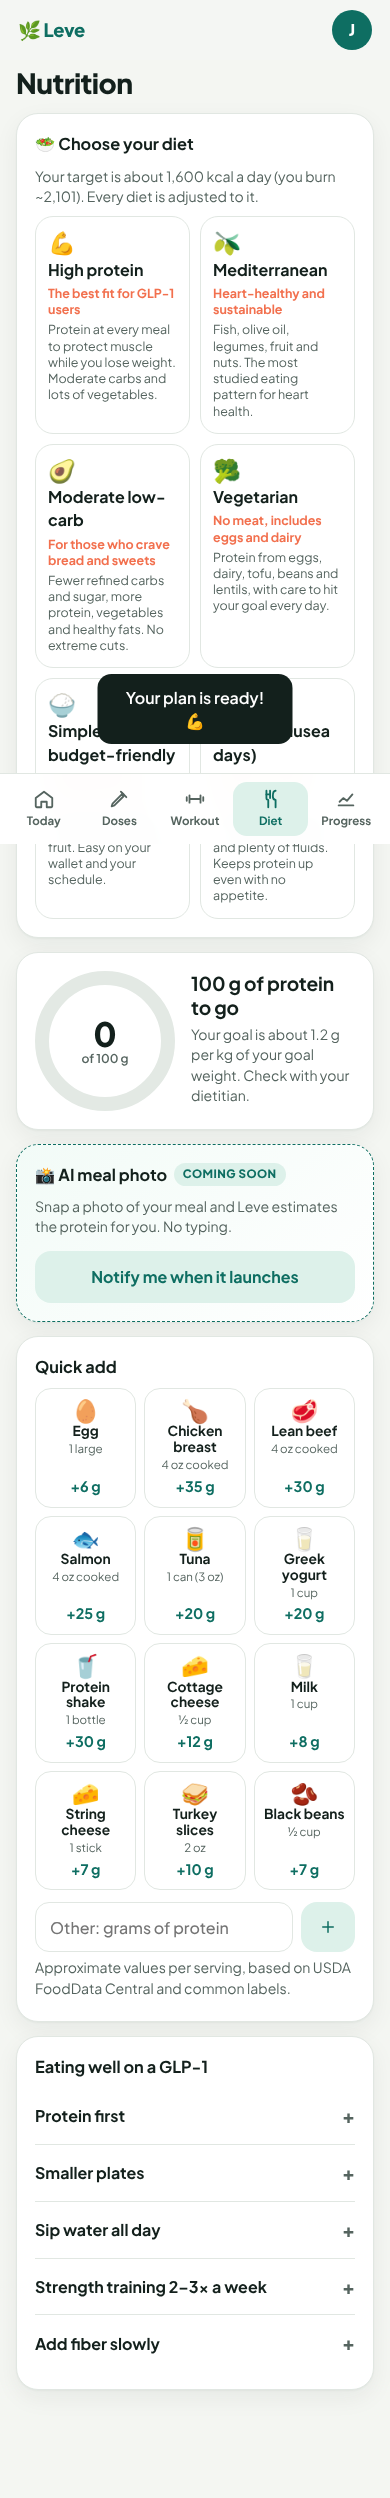 Leve
J
Nutrition
Choose your diet
Your target is about 1,600 kcal a day (you burn
~2,101). Every diet is adjusted to it.
High protein
The best fit for GLP-1
users
Protein at every meal
to protect muscle
while you lose weight.
Moderate carbs and
lots of vegetables.
Mediterranean
Heart-healthy and
sustainable
Fish, olive oil,
legumes, fruit and
nuts. The most
studied eating
pattern for heart
health.
Moderate low-
carb
For those who crave
bread and sweets
Fewer refined carbs
and sugar, more
protein, vegetables
and healthy fats. No
extreme cuts.
Vegetarian
No meat, includes
eggs and dairy
Protein from eggs,
dairy, tofu, beans and
lentils, with care to hit
your goal every day.
Your plan is ready!
Simple
budget-friendly
days)
Today
Doses
Workout
Diet
Progress
fruit. Easy on your
wallet and your
schedule.
and plenty of fluids.
Keeps protein up
even with no
appetite.
0
of 100 g
100 g of protein
to go
Your goal is about 1.2 g
per kg of your goal
weight. Check with your
dietitian.
AI meal photo
COMING SOON
Snap a photo of your meal and Leve estimates
the protein for you. No typing.
Notify me when it launches
Quick add
Egg
1 large
+6 g
Chicken
breast
4 oz cooked
+35 g
Lean beef
4 oz cooked
+30 g
Salmon
4 oz cooked
+25 g
Tuna
1 can (3 oz)
+20 g
Greek
yogurt
1 cup
+20 g
Protein
shake
1 bottle
+30 g
Cottage
cheese
½ cup
+12 g
Milk
1 cup
+8 g
String
cheese
1 stick
+7 g
Turkey
slices
2 oz
+10 g
Black beans
½ cup
+7 g
Other: grams of protein
+
Approximate values per serving, based on USDA
FoodData Central and common labels.
Eating well on a GLP-1
Protein first +
Smaller plates +
Sip water all day +
Strength training 2–3× a week +
Add fiber slowly +